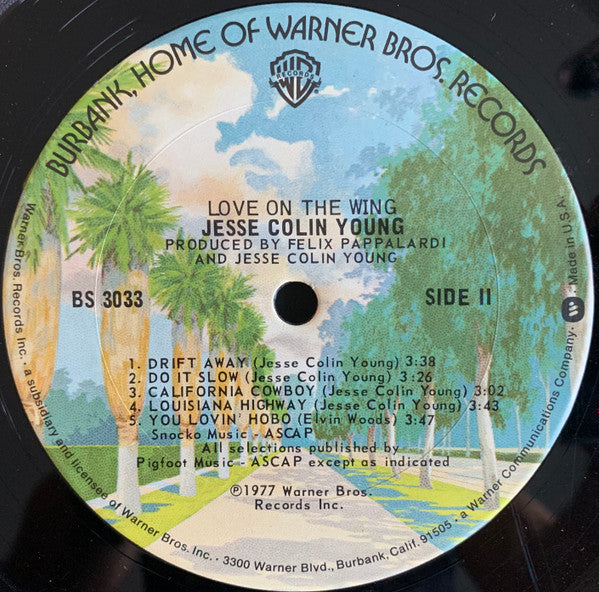 BURBANK, HOME OF WARNER BROS. RECORDS
W
RECORDS
LOVE ON THE WING
JESSE COLIN YOUNG
PRODUCED BY FELIX PAPPALARDI
AND JESSE COLIN YOUNG
BS 3033
SIDE II
1. DRIFT AWAY (Jesse Colin Young) 3:38
2. DO IT SLOW (Jesse Colin Young) 3:26
3. CALIFORNIA COWBOY (Jesse Colin Young) 3:02
4. LOUISIANA HIGHWAY (Jesse Colin Young) 3:43
5. YOU LOVIN' HOBO (Elvin Woods) 3:47
Snocko Music - ASCAP
All selections published by
Pigfoot Music - ASCAP except as indicated
℗1977 Warner Bros.
Records Inc.
Warner Bros. Records Inc. · a subsidiary and licensee of Warner Bros. Inc. · 3300 Warner Blvd., Burbank, Calif. 91505 · a Warner Communications Company · Made in U.S.A.